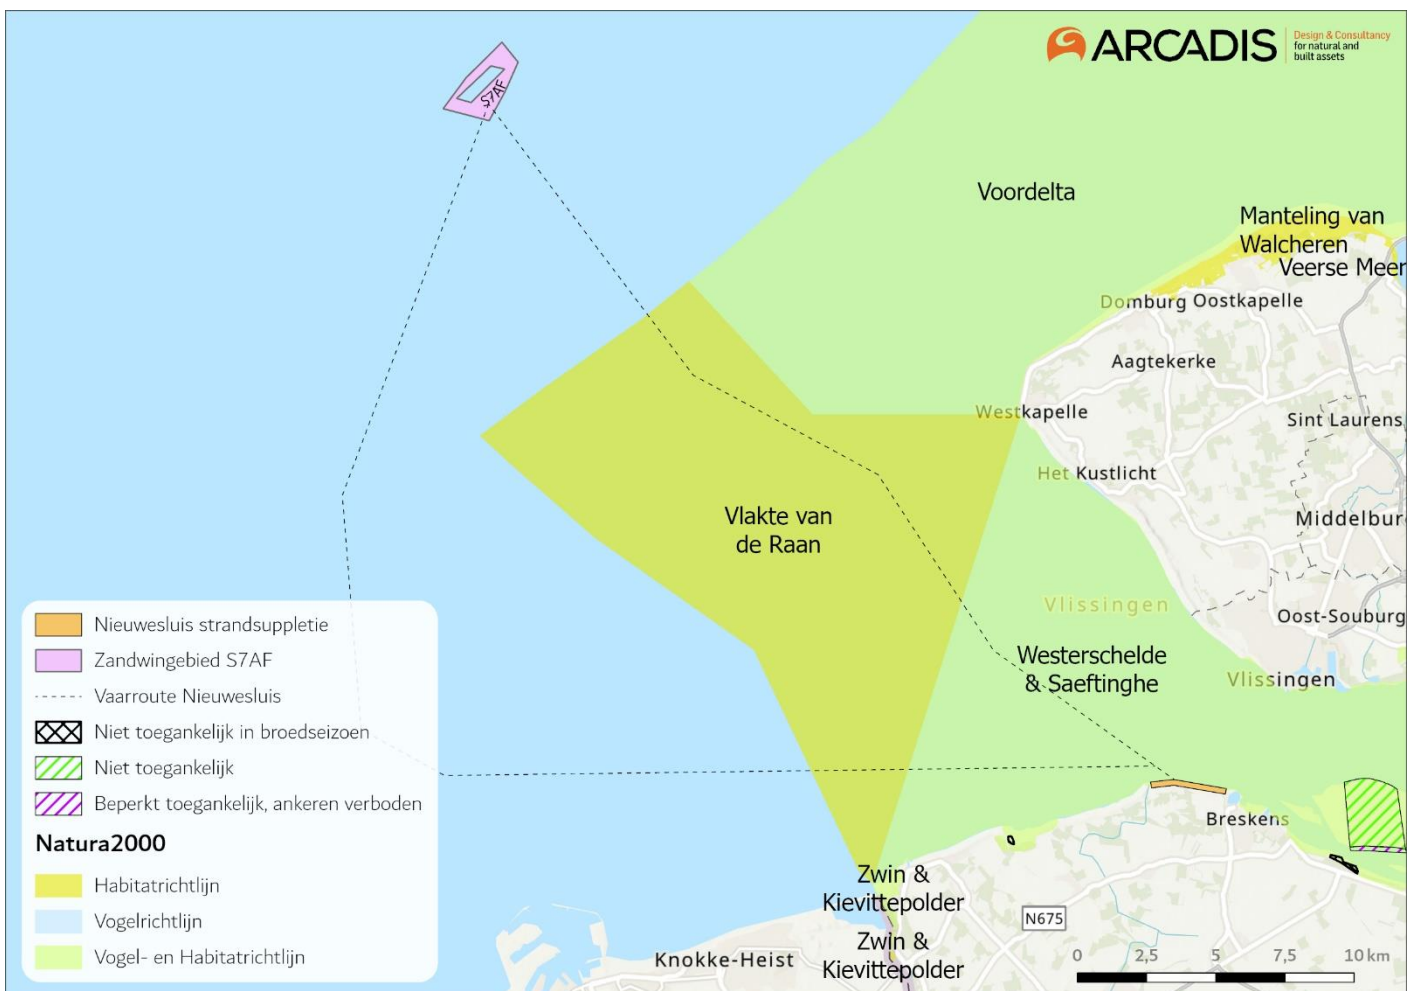 ARCADIS
Design & Consultancy
for natural and
built assets
S7AF
Voordelta
Manteling van
Walcheren
Veerse Meer
Domburg
Oostkapelle
Aagtekerke
Westkapelle
Sint Laurens
Het Kustlicht
Vlakte van
de Raan
Middelbur
Vlissingen
Oost-Souburg
Westerschelde
& Saeftinghe
Vlissingen
Breskens
Zwin &
Kievittepolder
N675
Zwin &
Kievittepolder
Knokke-Heist
Nieuwesluis strandsuppletie
Zandwingebied S7AF
Vaarroute Nieuwesluis
Niet toegankelijk in broedseizoen
Niet toegankelijk
Beperkt toegankelijk, ankeren verboden
Natura2000
Habitatrichtlijn
Vogelrichtlijn
Vogel- en Habitatrichtlijn
0 2,5 5 7,5 10 km